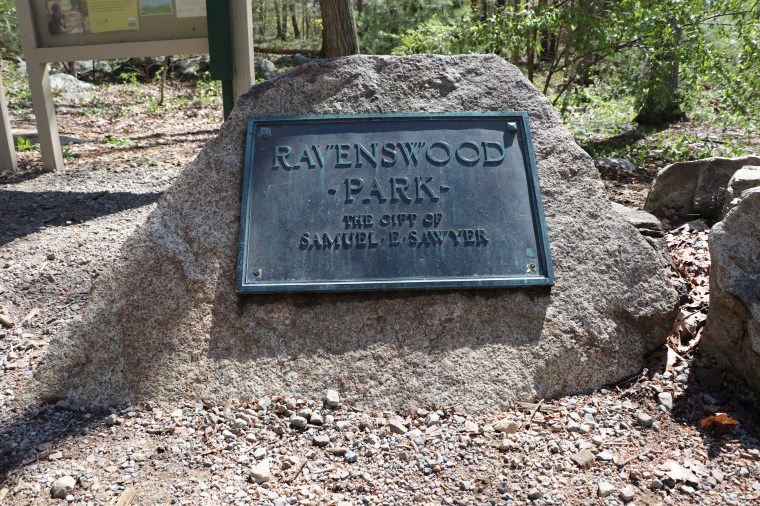 RAVENSWOOD
·PARK·
THE GIFT OF
SAMUEL·E·SAWYER